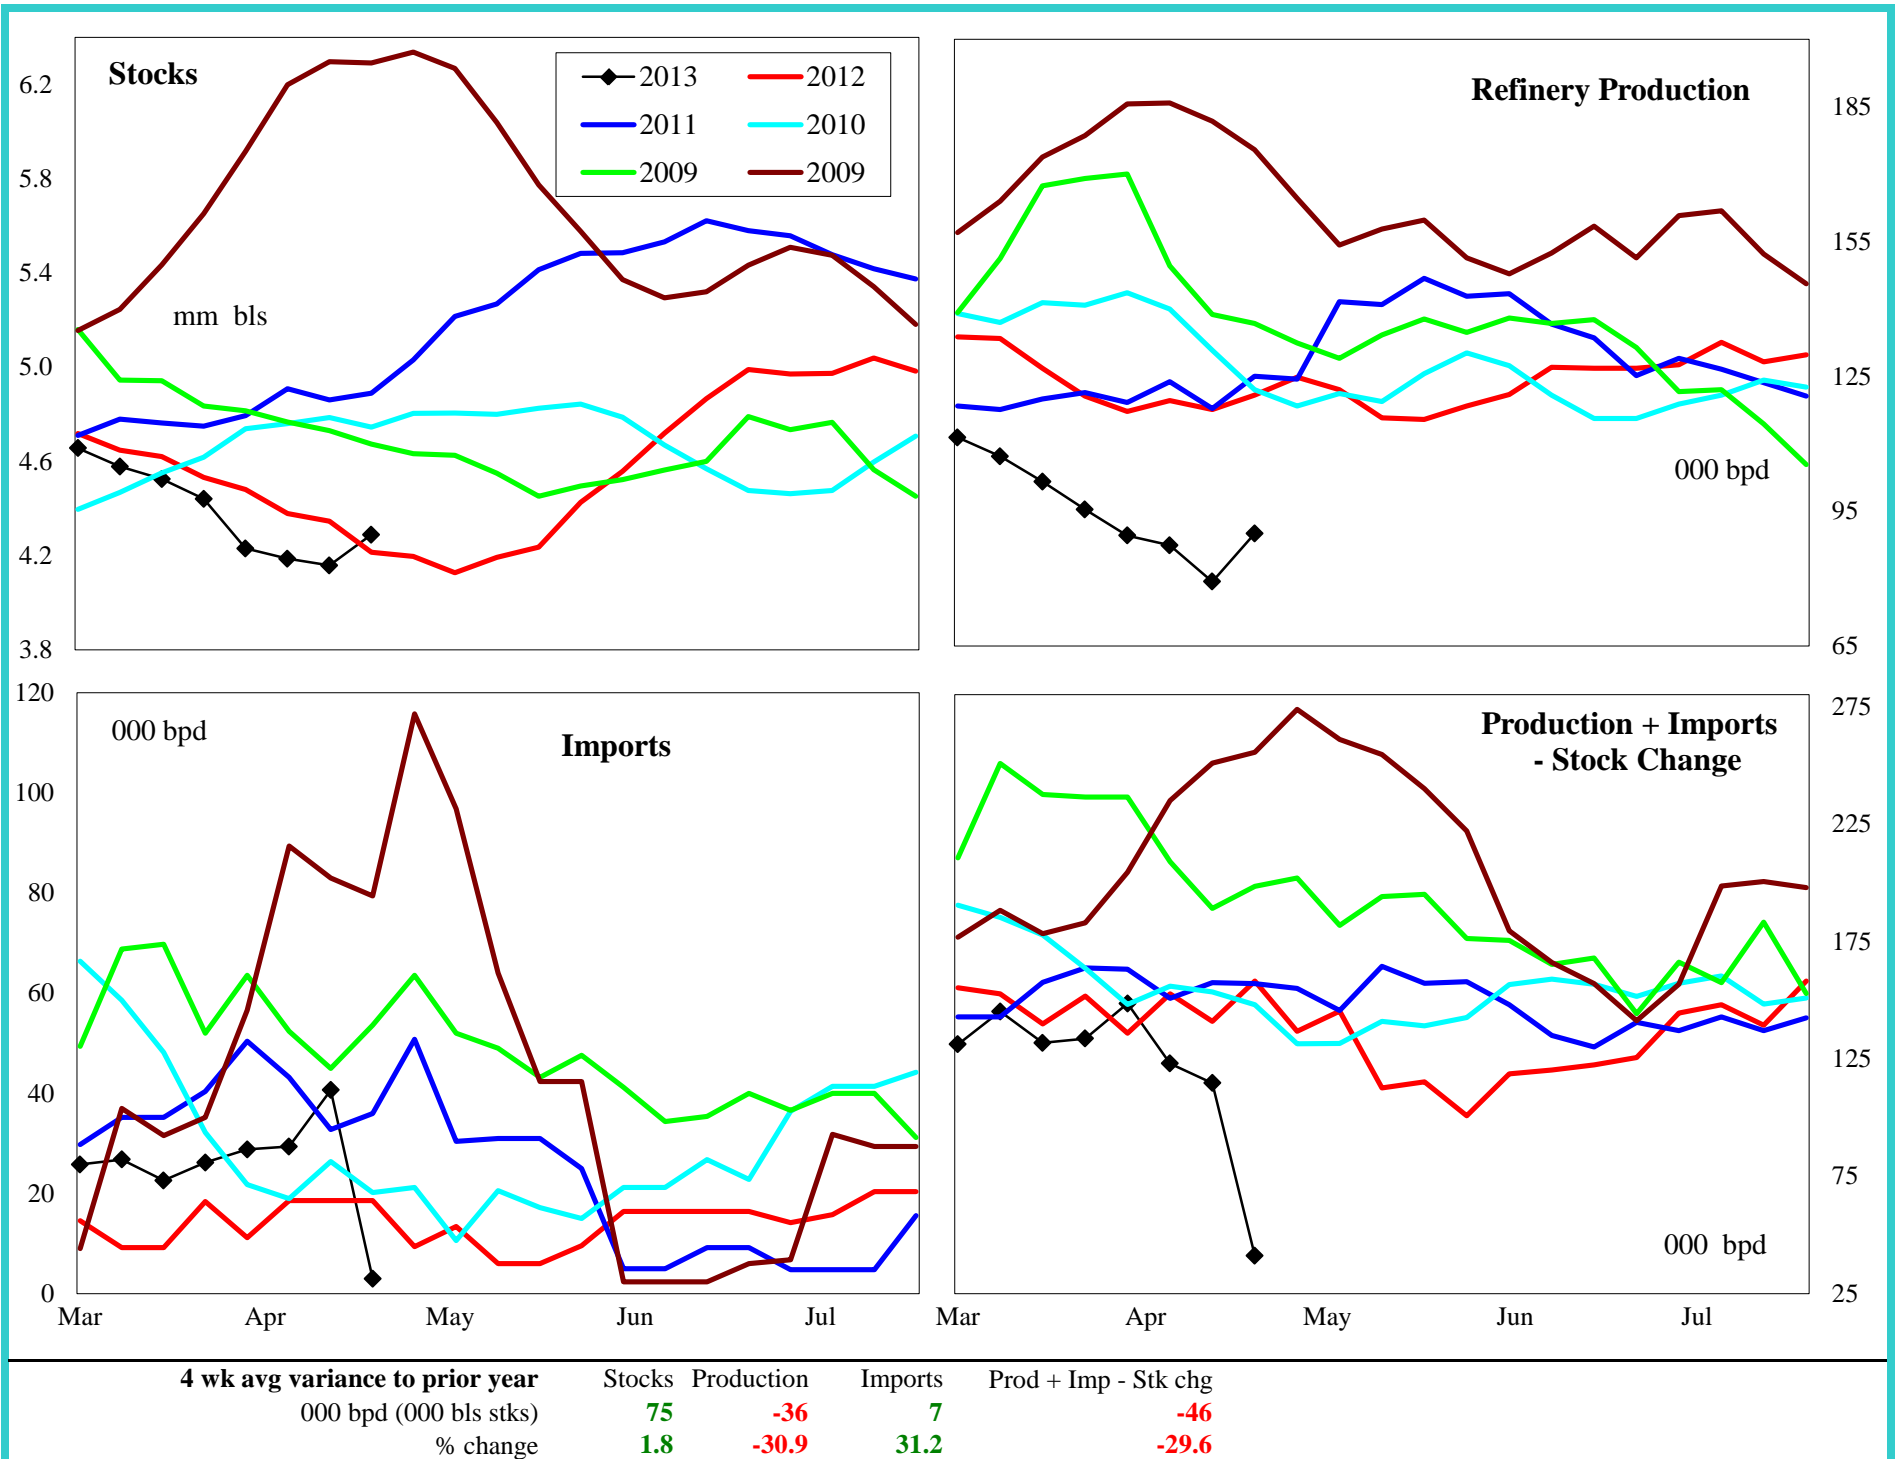 Stocks
2013 2012
2011 2010
2009 2009
mm bls
6.2
5.8
5.4
5.0
4.6
4.2
3.8
Refinery Production
000 bpd
185
155
125
95
65
000 bpd
Imports
120
100
80
60
40
20
0
Mar Apr May Jun Jul
Production + Imports
- Stock Change
000 bpd
275
225
175
125
75
25
Mar Apr May Jun Jul
4 wk avg variance to prior year Stocks Production Imports Prod + Imp - Stk chg
000 bpd (000 bls stks) 75 -36 7 -46
% change 1.8 -30.9 31.2 -29.6